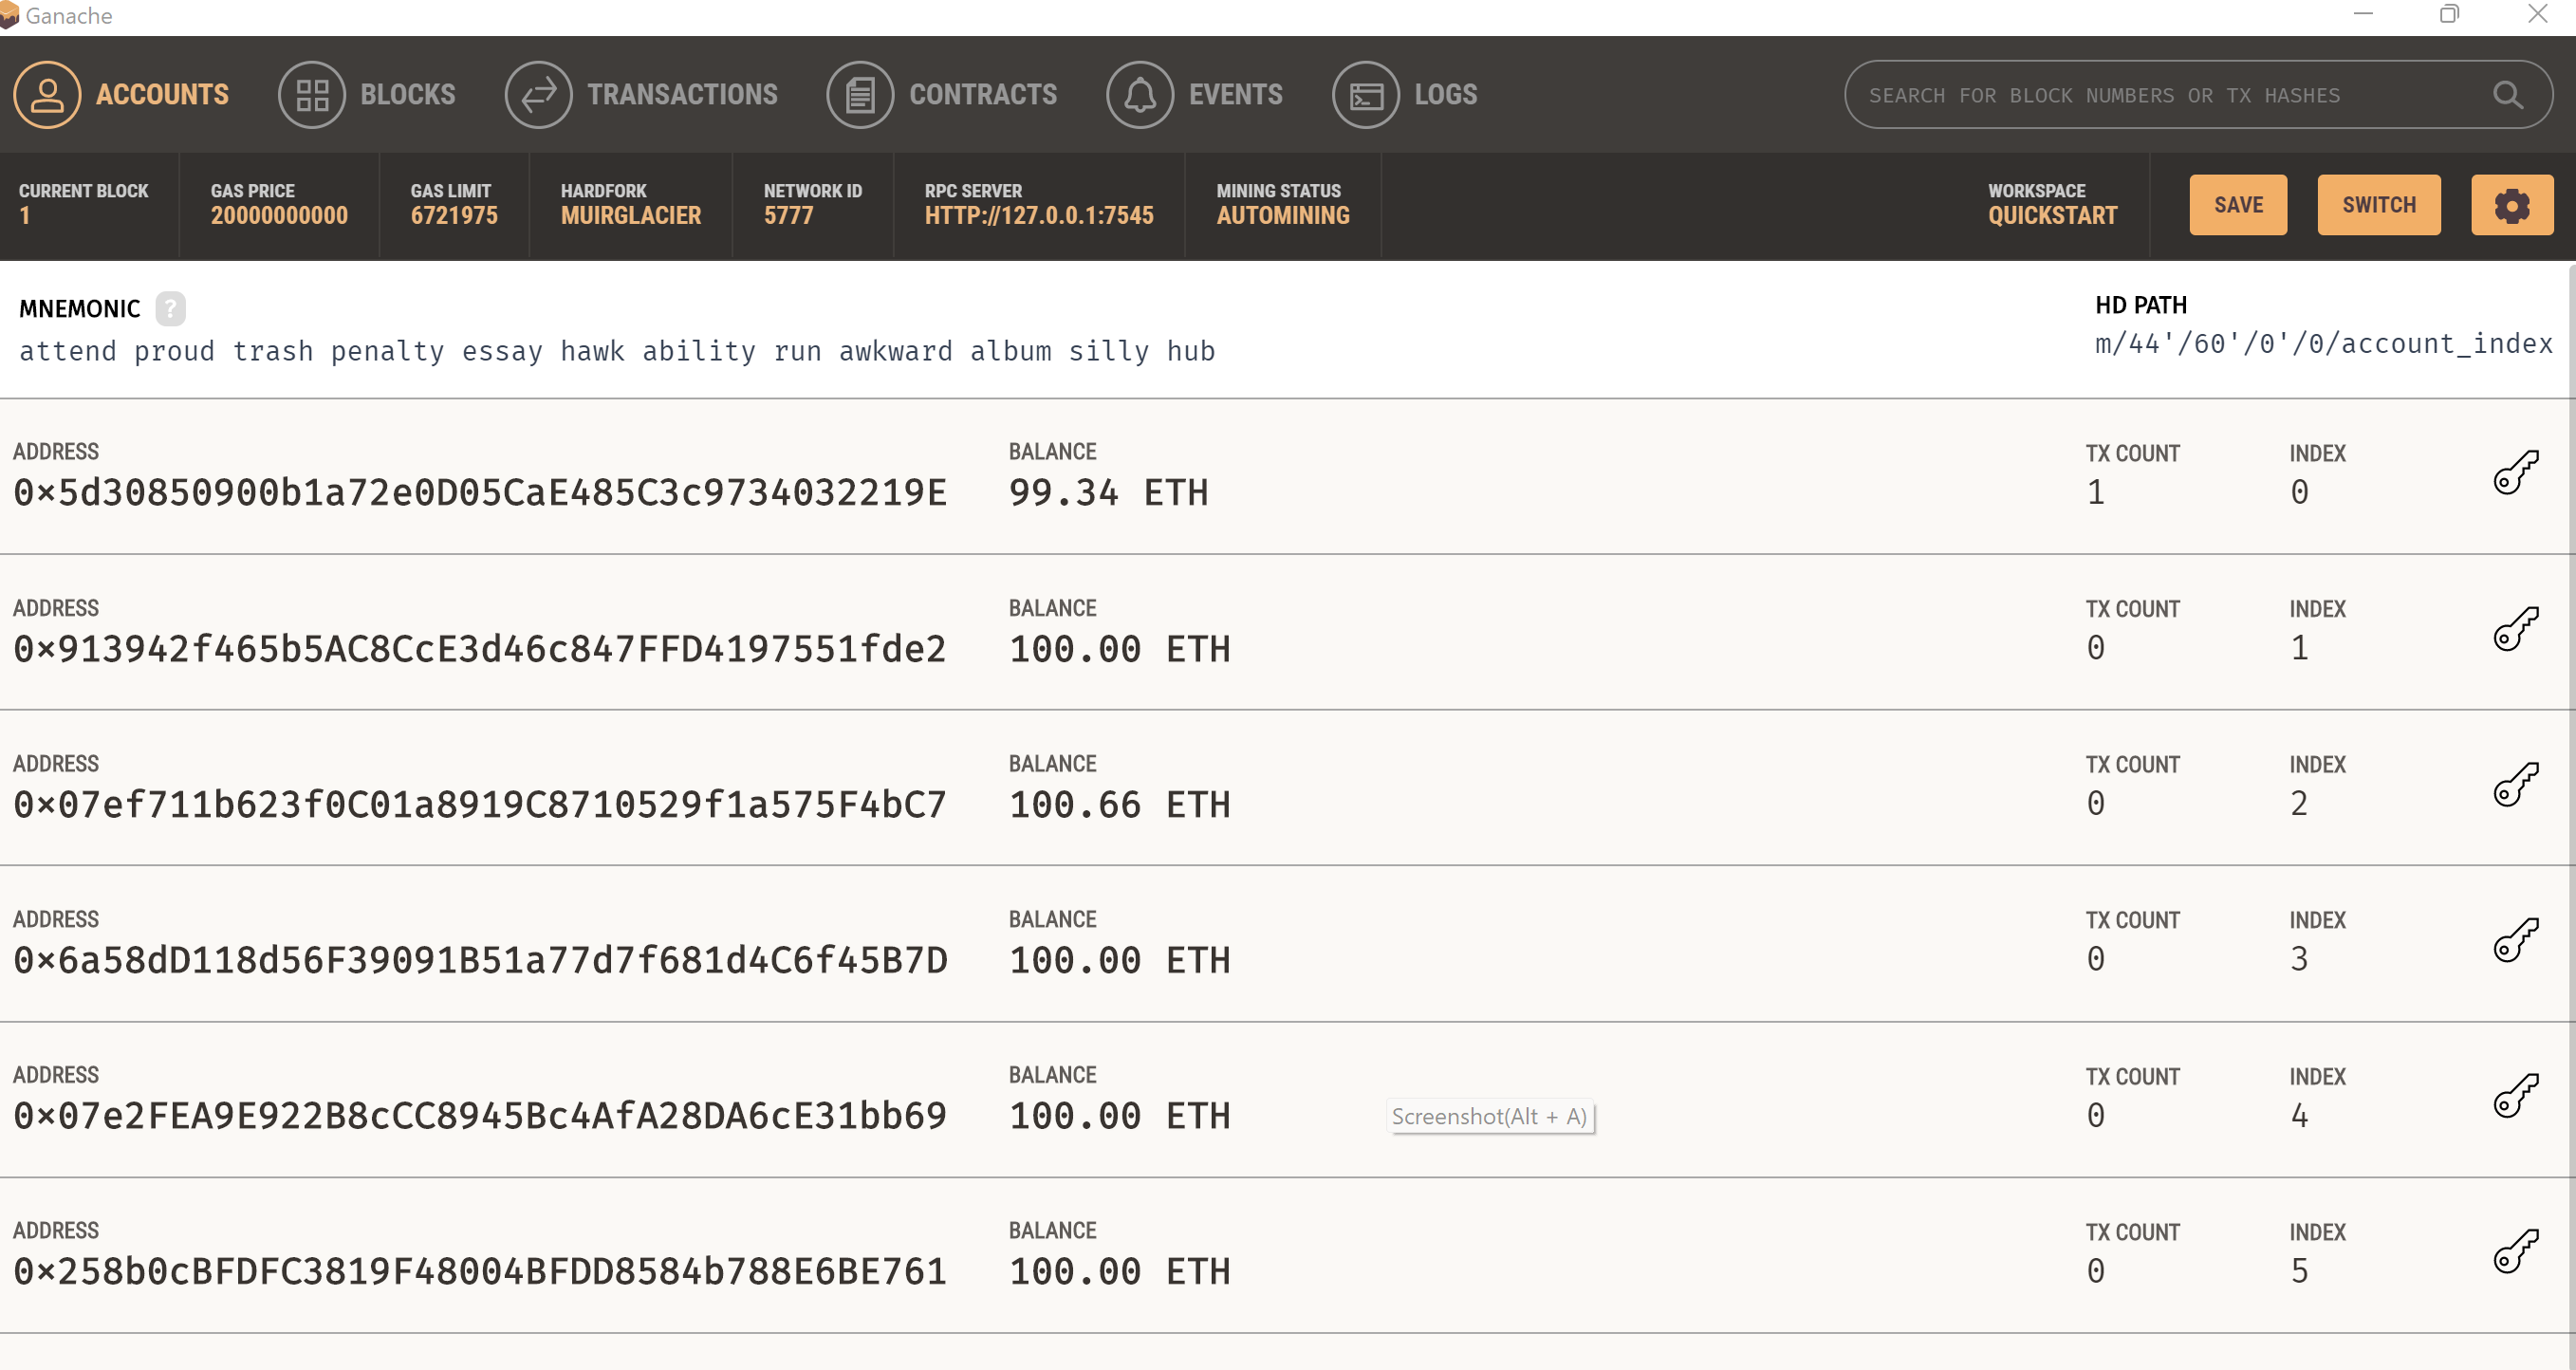 Ganache
ACCOUNTS BLOCKS TRANSACTIONS CONTRACTS EVENTS LOGS SEARCH FOR BLOCK NUMBERS OR TX HASHES
CURRENT BLOCK GAS PRICE GAS LIMIT HARDFORK NETWORK ID RPC SERVER MINING STATUS WORKSPACE
1 20000000000 6721975 MUIRGLACIER 5777 HTTP://127.0.0.1:7545 AUTOMINING QUICKSTART SAVE SWITCH
MNEMONIC ? HD PATH
attend proud trash penalty essay hawk ability run awkward album silly hub m/44'/60'/0'/0/account_index
ADDRESS BALANCE TX COUNT INDEX
0×5d30850900b1a72e0D05CaE485C3c9734032219E 99.34 ETH 1 0
ADDRESS BALANCE TX COUNT INDEX
0×913942f465b5AC8CcE3d46c847FFD4197551fde2 100.00 ETH 0 1
ADDRESS BALANCE TX COUNT INDEX
0×07ef711b623f0C01a8919C8710529f1a575F4bC7 100.66 ETH 0 2
ADDRESS BALANCE TX COUNT INDEX
0×6a58dD118d56F39091B51a77d7f681d4C6f45B7D 100.00 ETH 0 3
ADDRESS BALANCE TX COUNT INDEX
0×07e2FEA9E922B8cCC8945Bc4AfA28DA6cE31bb69 100.00 ETH Screenshot(Alt + A) 0 4
ADDRESS BALANCE TX COUNT INDEX
0×258b0cBFDFC3819F48004BFDD8584b788E6BE761 100.00 ETH 0 5